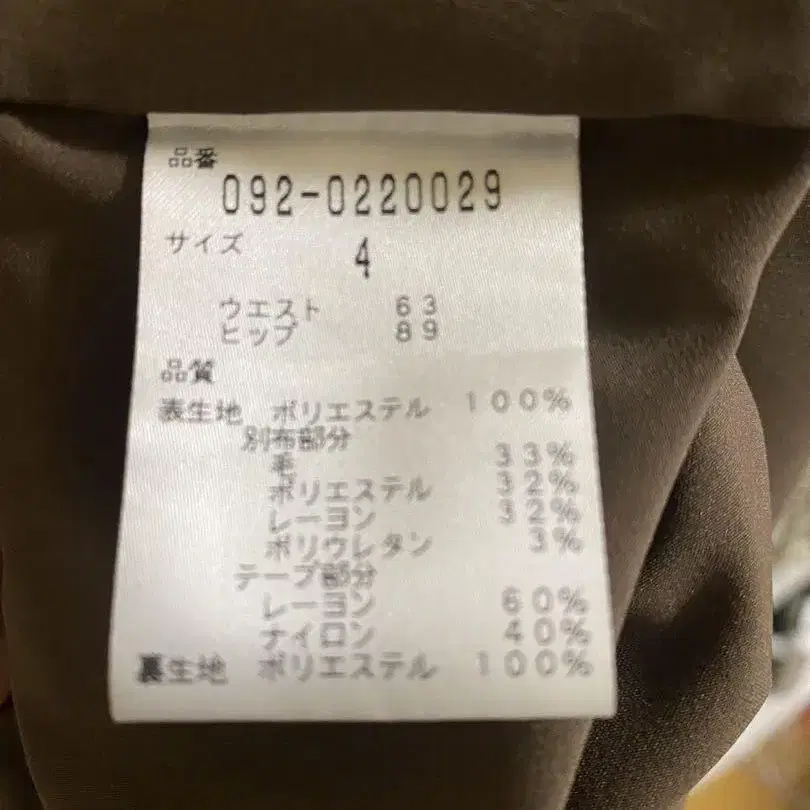 品番
092-0220029
サイズ 4
ウエスト 63
ヒップ 89
品質
表生地 ポリエステル 100%
別布部分
毛 33%
ポリエステル 32%
レーヨン 32%
ポリウレタン 3%
テープ部分
レーヨン 60%
ナイロン 40%
裏生地 ポリエステル 100%